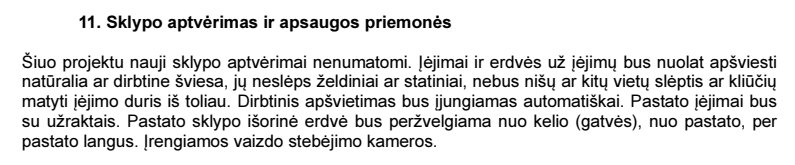 11. Sklypo aptvėrimas ir apsaugos priemonės
Šiuo projektu nauji sklypo aptvėrimai nenumatomi. Įėjimai ir erdvės už įėjimų bus nuolat apšviesti
natūralia ar dirbtine šviesa, jų neslėps želdiniai ar statiniai, nebus nišų ar kitų vietų slėptis ar kliūčių
matyti įėjimo duris iš toliau. Dirbtinis apšvietimas bus įjungiamas automatiškai. Pastato įėjimai bus
su užraktais. Pastato sklypo išorinė erdvė bus peržvelgiama nuo kelio (gatvės), nuo pastato, per
pastato langus. Įrengiamos vaizdo stebėjimo kameros.